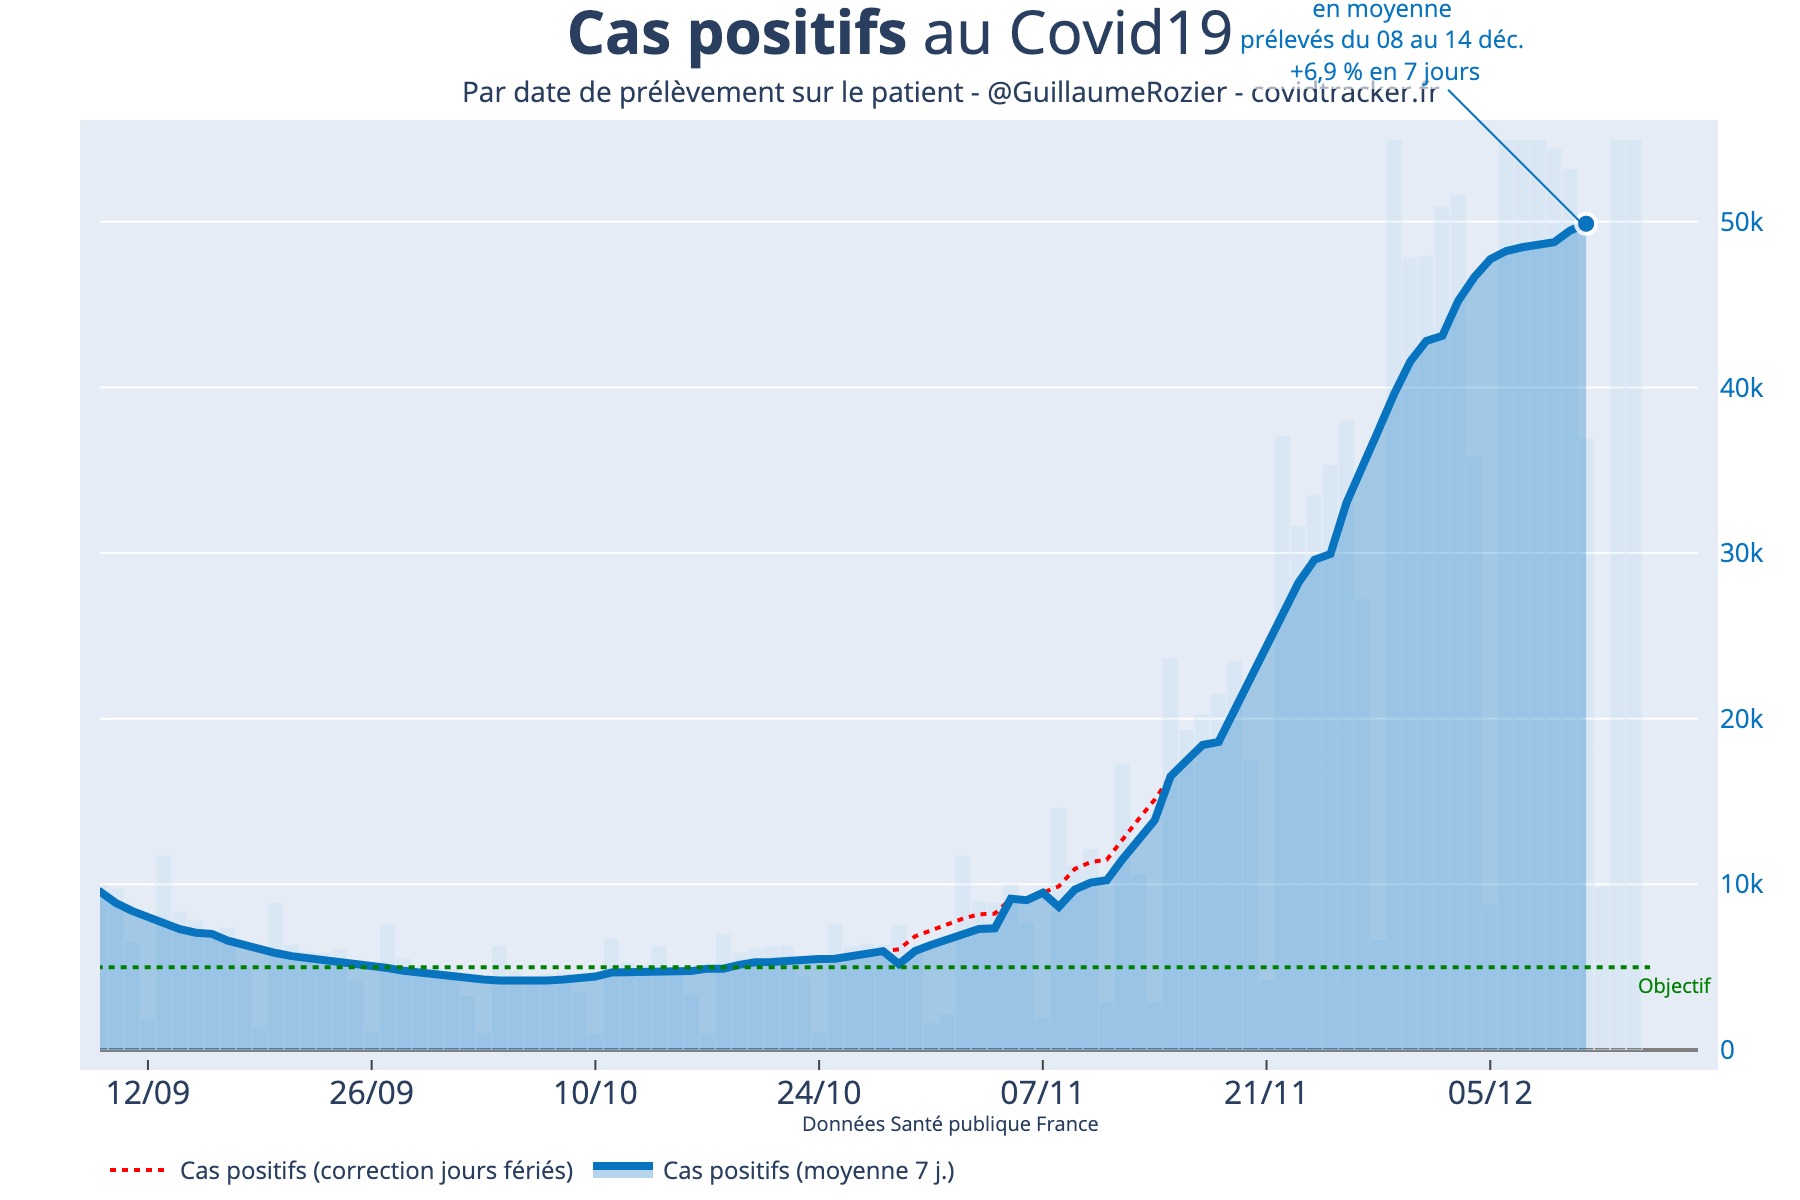 Cas positifs au Covid19
en moyenne
prélevés du 08 au 14 déc.
+6,9 % en 7 jours
Par date de prélèvement sur le patient - @GuillaumeRozier - covidtracker.fr
50k
40k
30k
20k
10k
Objectif
0
12/09 26/09 10/10 24/10 07/11 21/11 05/12
Données Santé publique France
Cas positifs (correction jours fériés) Cas positifs (moyenne 7 j.)